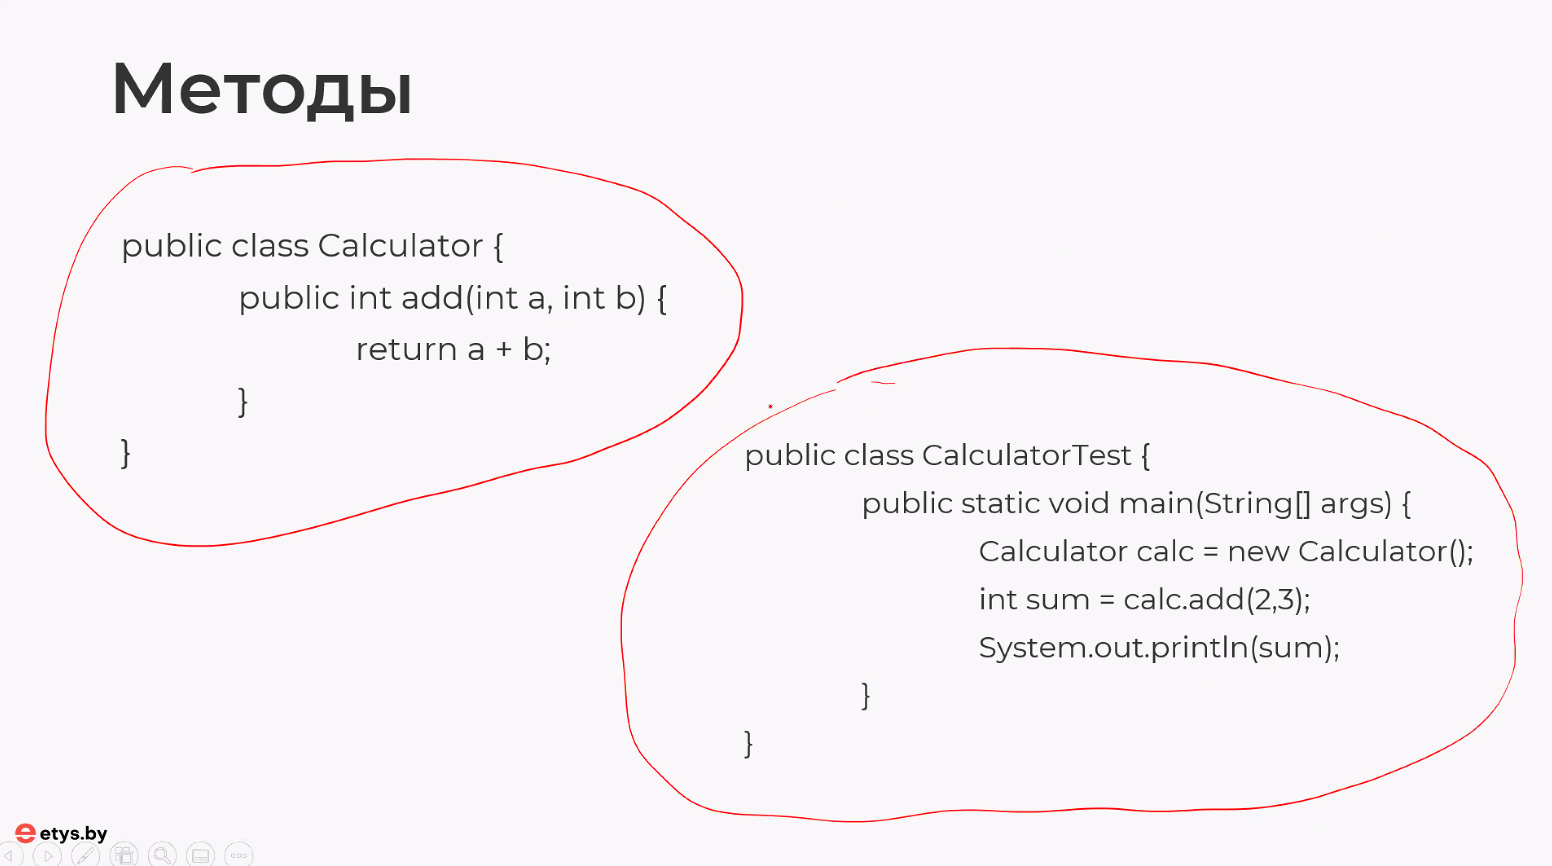 Методы
public class Calculator {
public int add(int a, int b) {
return a + b;
}
}
public class CalculatorTest {
public static void main(String[] args) {
Calculator calc = new Calculator();
int sum = calc.add(2,3);
System.out.println(sum);
}
}
etys.by